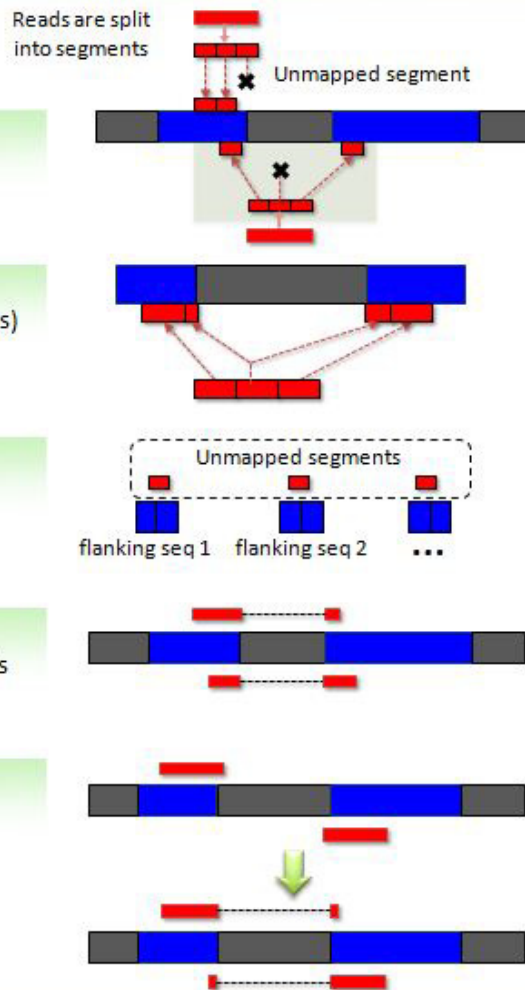 Reads are split
into segments
Unmapped segment
s)
Unmapped segments
flanking seq 1
flanking seq 2
...
s